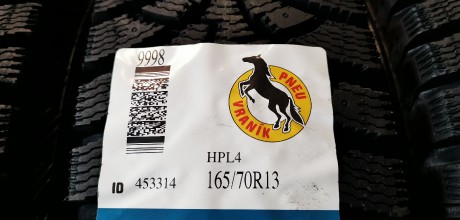 9998
PNEU
VRANÍK
HPL4
ID 453314
165/70R13